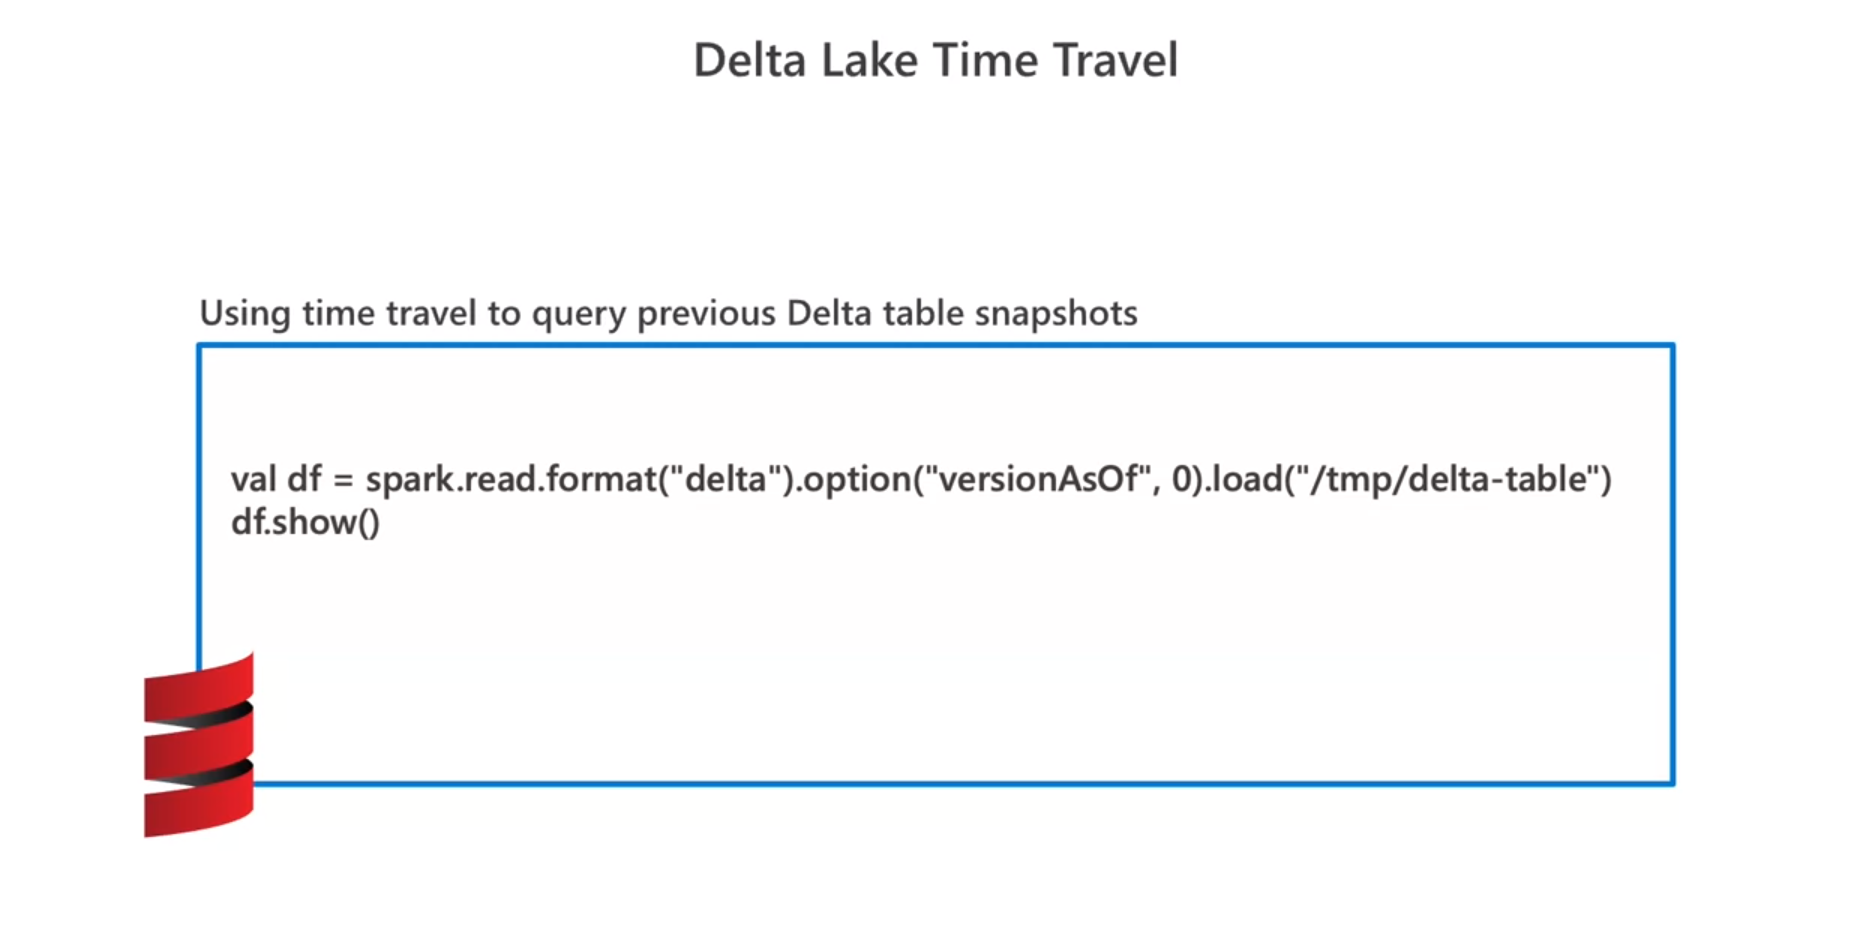 Delta Lake Time Travel
Using time travel to query previous Delta table snapshots
val df = spark.read.format("delta").option("versionAsOf", 0).load("/tmp/delta-table")
df.show()